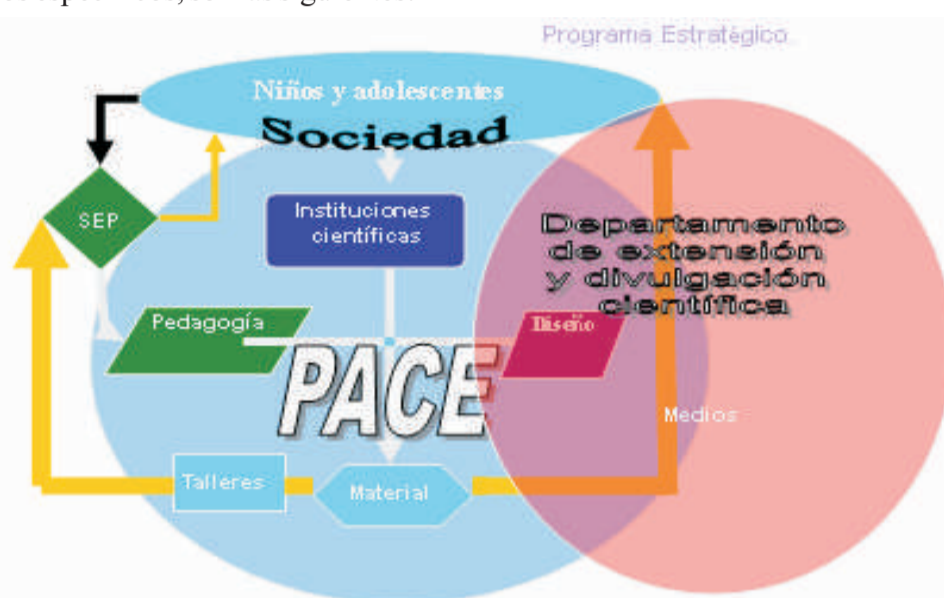 Programa Estratégico
Niños y adolescentes
Sociedad
SEP
Instituciones
científicas
Departamento
de extensión
y divulgación
científica
Pedagogía
Diseño
PACE
Medios
Talleres
Material